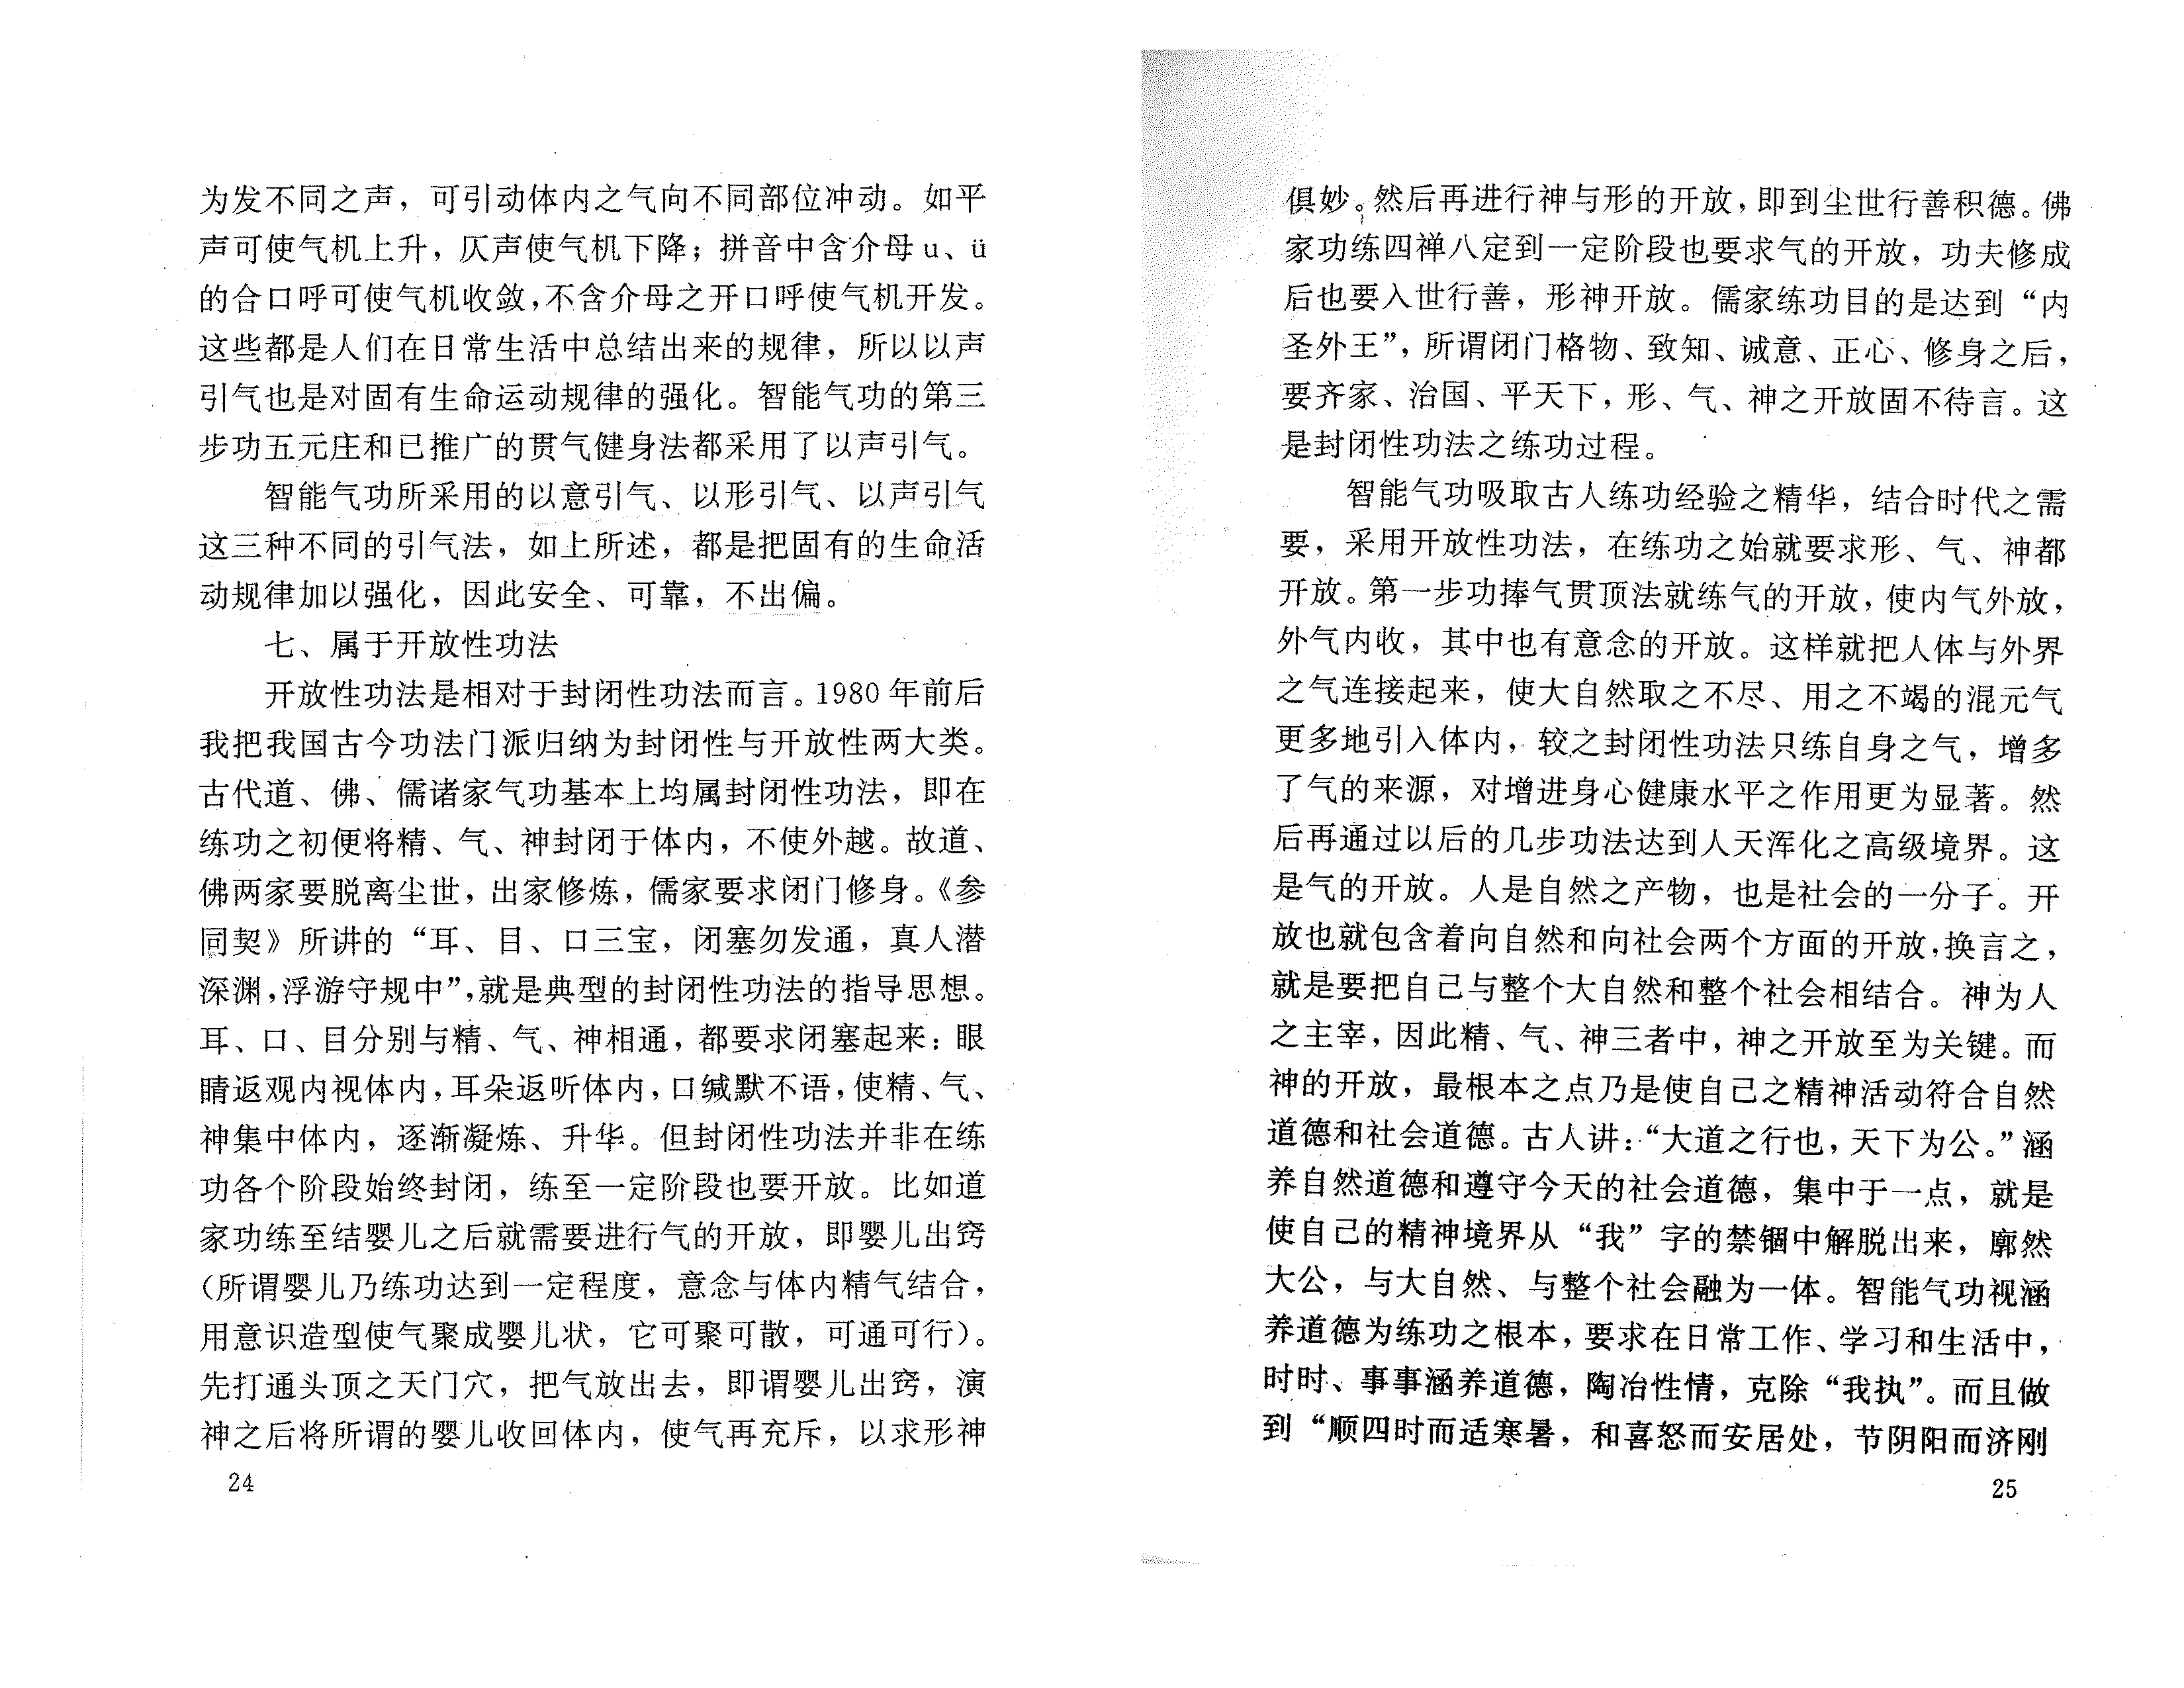 为发不同之声，可引动体内之气向不同部位冲动。如平
声可使气机上升，仄声使气机下降；拼音中含介母 u、ü
的合口呼可使气机收敛，不含介母之开口呼使气机开发。
这些都是人们在日常生活中总结出来的规律，所以以声
引气也是对固有生命运动规律的强化。智能气功的第三
步功五元庄和已推广的贯气健身法都采用了以声引气。
智能气功所采用的以意引气、以形引气、以声引气
这三种不同的引气法，如上所述，都是把固有的生命活
动规律加以强化，因此安全、可靠，不出偏。
七、属于开放性功法
开放性功法是相对于封闭性功法而言。1980 年前后
我把我国古今功法门派归纳为封闭性与开放性两大类。
古代道、佛、儒诸家气功基本上均属封闭性功法，即在
练功之初便将精、气、神封闭于体内，不使外越。故道、
佛两家要脱离尘世，出家修炼，儒家要求闭门修身。《参
同契》所讲的“耳、目、口三宝，闭塞勿发通，真人潜
深渊，浮游守规中”，就是典型的封闭性功法的指导思想。
耳、口、目分别与精、气、神相通，都要求闭塞起来：眼
睛返观内视体内，耳朵返听体内，口缄默不语，使精、气、
神集中体内，逐渐凝炼、升华。但封闭性功法并非在练
功各个阶段始终封闭，练至一定阶段也要开放。比如道
家功练至结婴儿之后就需要进行气的开放，即婴儿出窍
（所谓婴儿乃练功达到一定程度，意念与体内精气结合，
用意识造型使气聚成婴儿状，它可聚可散，可通可行）。
先打通头顶之天门穴，把气放出去，即谓婴儿出窍，演
神之后将所谓的婴儿收回体内，使气再充斥，以求形神
24
俱妙。然后再进行神与形的开放，即到尘世行善积德。佛
家功练四禅八定到一定阶段也要求气的开放，功夫修成
后也要入世行善，形神开放。儒家练功目的是达到“内
圣外王”，所谓闭门格物、致知、诚意、正心、修身之后，
要齐家、治国、平天下，形、气、神之开放固不待言。这
是封闭性功法之练功过程。
智能气功吸取古人练功经验之精华，结合时代之需
要，采用开放性功法，在练功之始就要求形、气、神都
开放。第一步功捧气贯顶法就练气的开放，使内气外放，
外气内收，其中也有意念的开放。这样就把人体与外界
之气连接起来，使大自然取之不尽、用之不竭的混元气
更多地引入体内，较之封闭性功法只练自身之气，增多
了气的来源，对增进身心健康水平之作用更为显著。然
后再通过以后的几步功法达到人天浑化之高级境界。这
是气的开放。人是自然之产物，也是社会的一分子。开
放也就包含着向自然和向社会两个方面的开放，换言之，
就是要把自己与整个大自然和整个社会相结合。神为人
之主宰，因此精、气、神三者中，神之开放至为关键。而
神的开放，最根本之点乃是使自己之精神活动符合自然
道德和社会道德。古人讲：“大道之行也，天下为公。”涵
养自然道德和遵守今天的社会道德，集中于一点，就是
使自己的精神境界从“我”字的禁锢中解脱出来，廓然
大公，与大自然、与整个社会融为一体。智能气功视涵
养道德为练功之根本，要求在日常工作、学习和生活中，
时时、事事涵养道德，陶冶性情，克除“我执”。而且做
到“顺四时而适寒暑，和喜怒而安居处，节阴阳而济刚
25